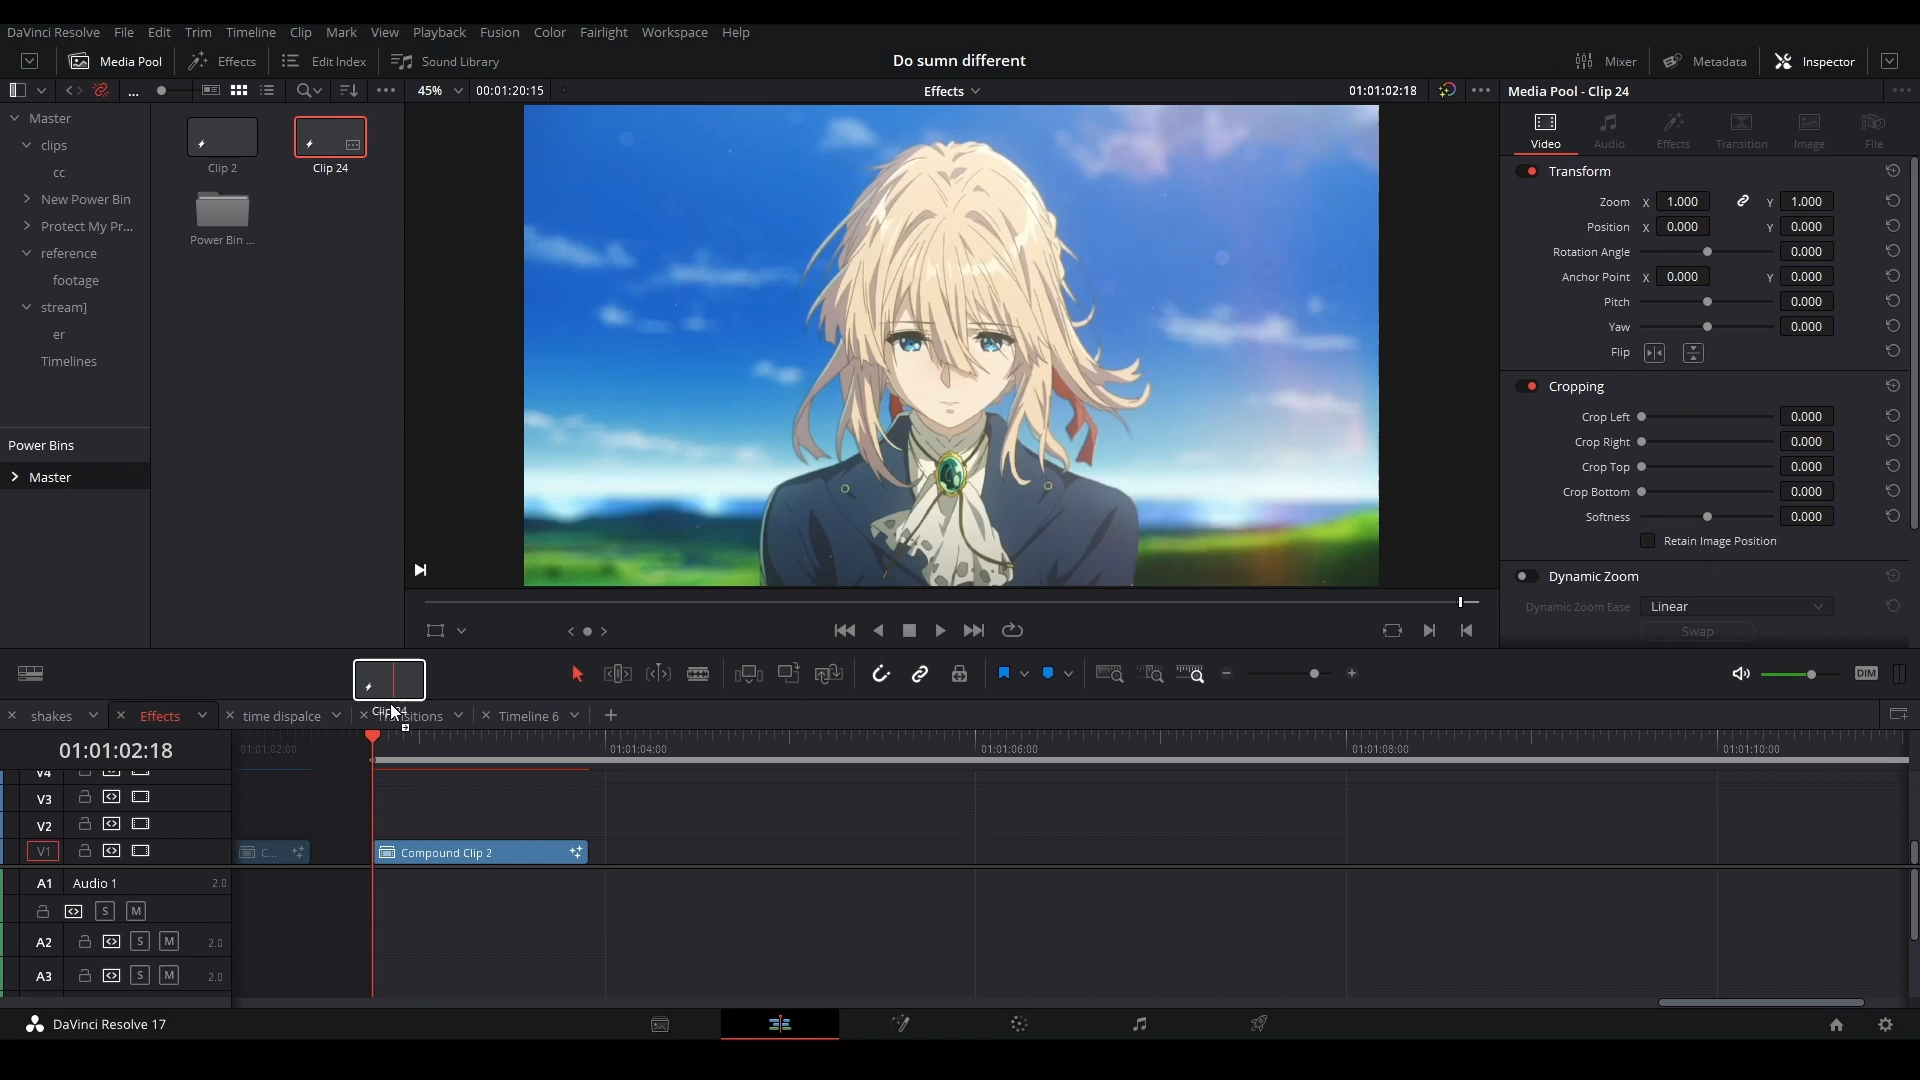 DaVinci Resolve File Edit Trim Timeline Clip Mark View Playback Fusion Color Fairlight Workspace Help
Media Pool Effects Edit Index Sound Library Do sumn different Mixer Metadata Inspector
... 45% 00:01:20:15 Effects 01:01:02:18 Media Pool - Clip 24
Master
clips
cc
New Power Bin
Protect My Pr...
reference
footage
stream]
er
Timelines
Power Bins
Master
Clip 2 Clip 24
Power Bin ...
Video Audio Effects Transition Image File
Transform
Zoom X 1.000 Y 1.000
Position X 0.000 Y 0.000
Rotation Angle 0.000
Anchor Point X 0.000 Y 0.000
Pitch 0.000
Yaw 0.000
Flip
Cropping
Crop Left 0.000
Crop Right 0.000
Crop Top 0.000
Crop Bottom 0.000
Softness 0.000
Retain Image Position
Dynamic Zoom
Dynamic Zoom Ease Linear
Swap
DIM
shakes Effects time dispalce Timeline 6
01:01:02:18 01:01:02:00 01:01:04:00 01:01:06:00 01:01:08:00 01:01:10:00
V4
V3
V2
V1 C... Compound Clip 2
A1 Audio 1 2.0
S M
A2 S M 2.0
A3 S M 2.0
DaVinci Resolve 17